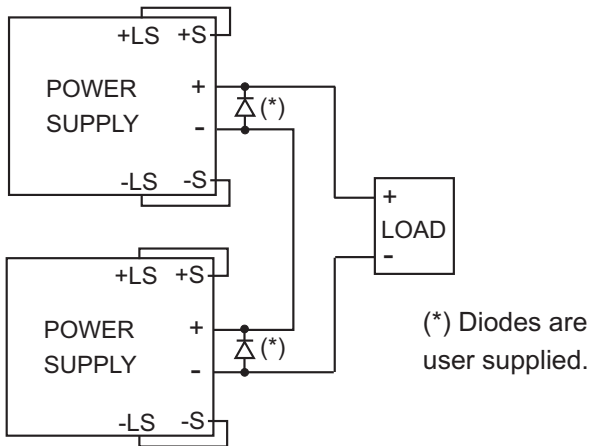 +LS +S
POWER
SUPPLY
+
-
(*)
-LS -S
+
LOAD
-
+LS +S
POWER
SUPPLY
+
-
(*)
-LS -S
(*) Diodes are
user supplied.